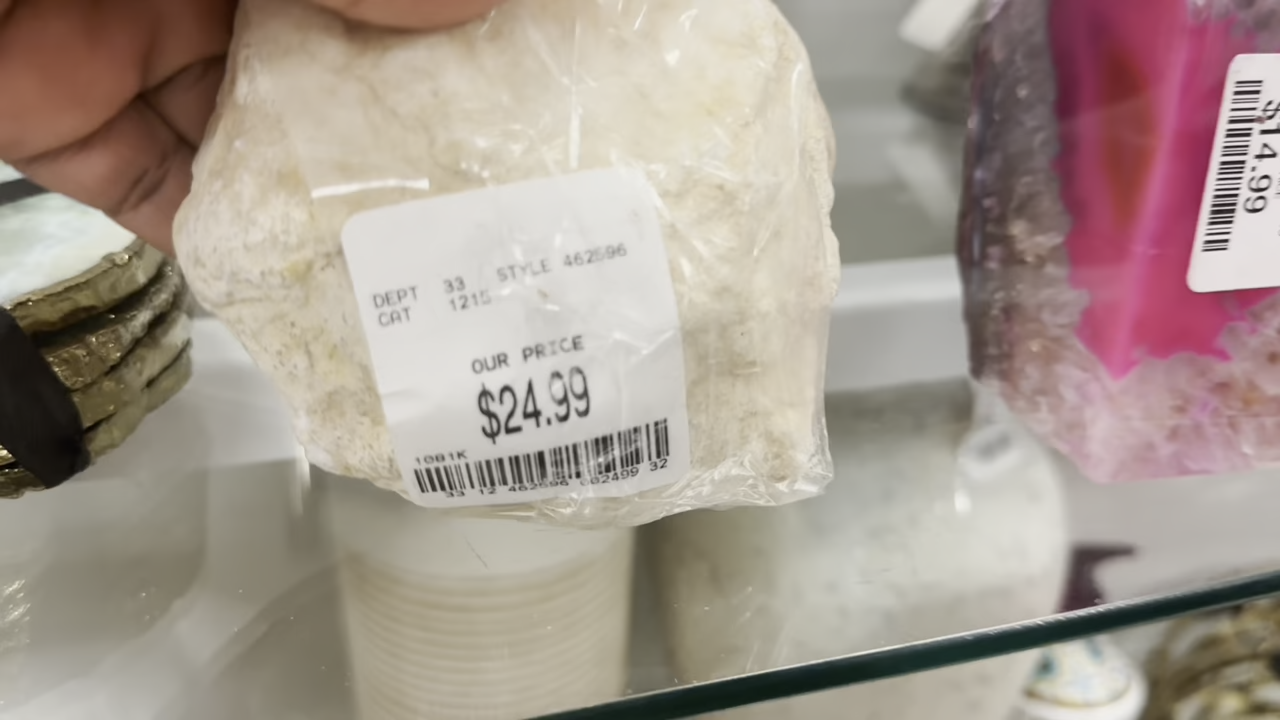 DEPT 33 STYLE 462596
CAT 1215
OUR PRICE
$24.99
10B1K
33 12 462596 002499 32
$14.99